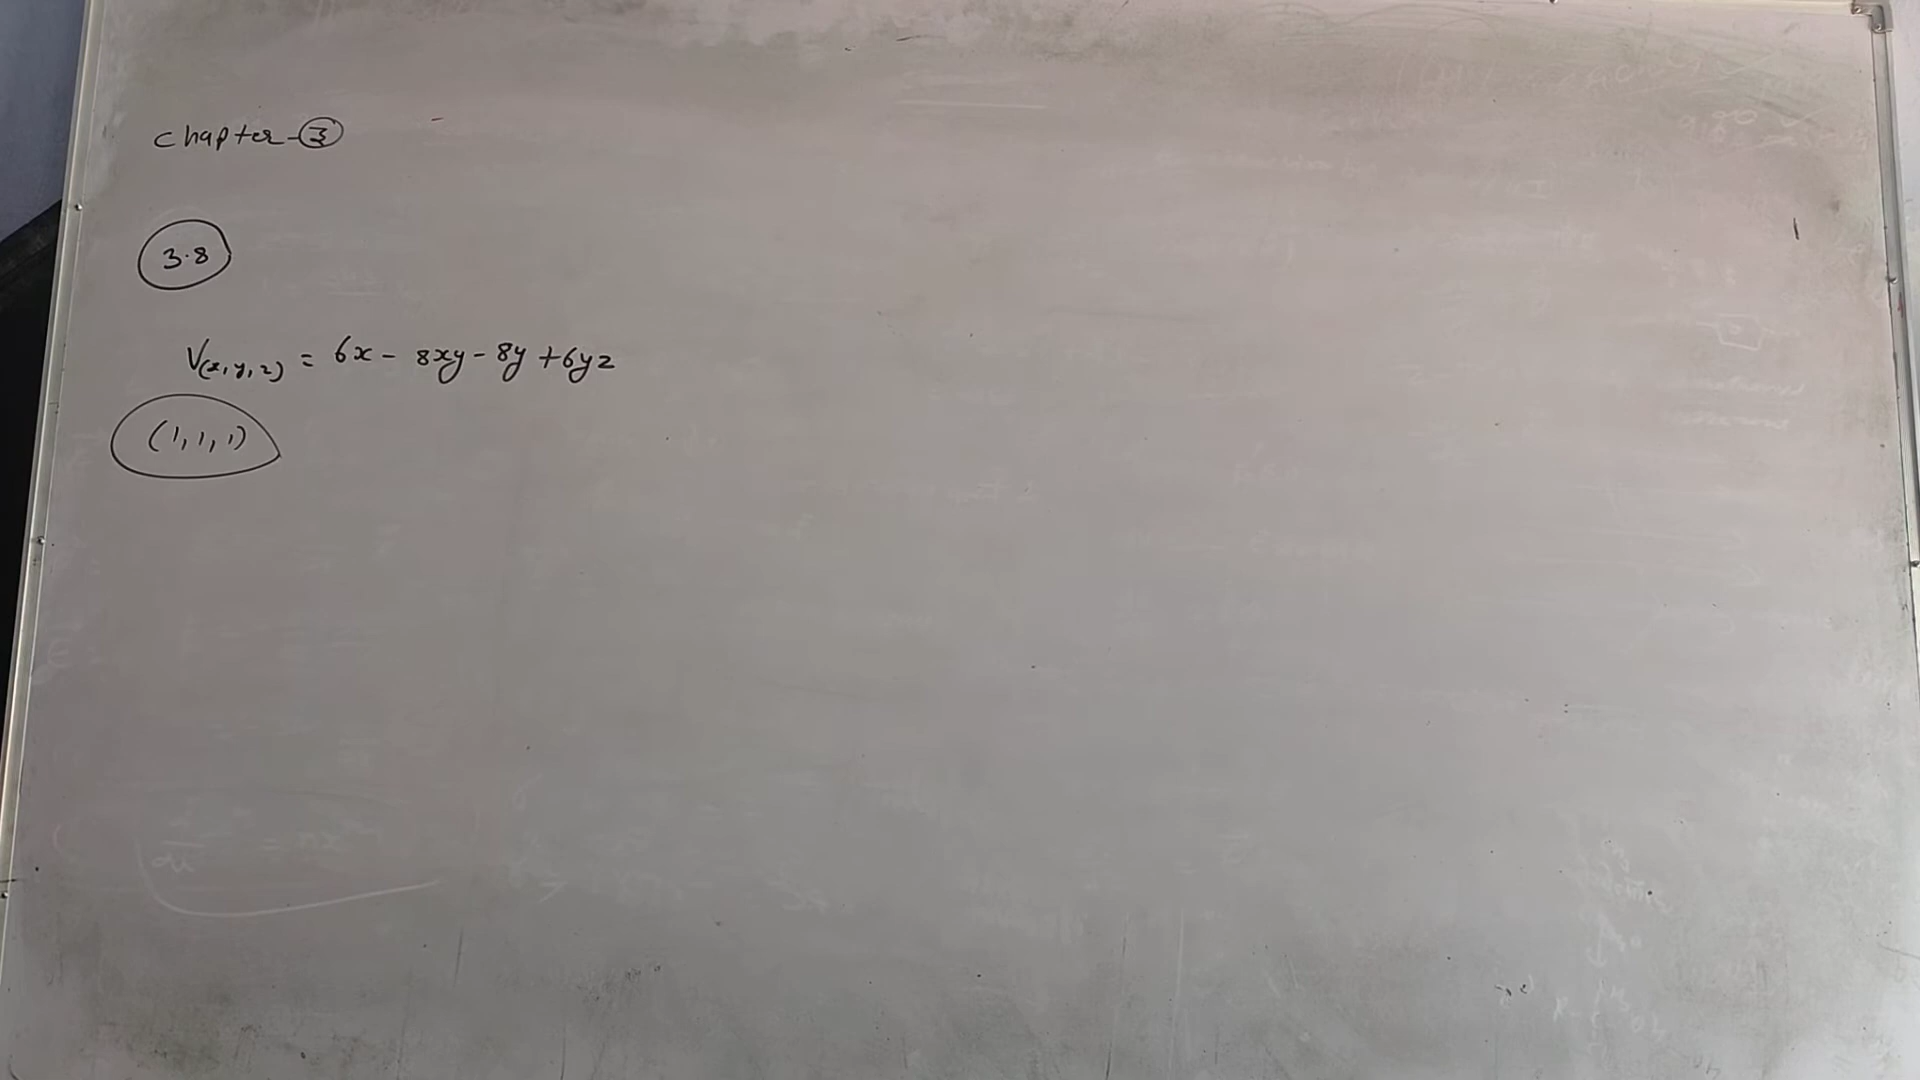 chapter-③
3.8
V(x,y,z) = 6x - 8xy - 8y + 6yz
(1,1,1)